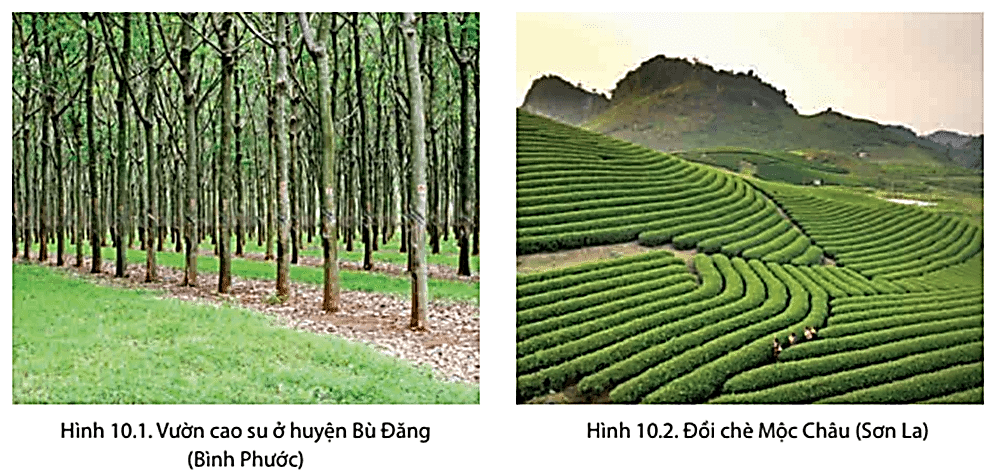 Hình 10.1. Vườn cao su ở huyện Bù Đăng
(Bình Phước)
Hình 10.2. Đồi chè Mộc Châu (Sơn La)